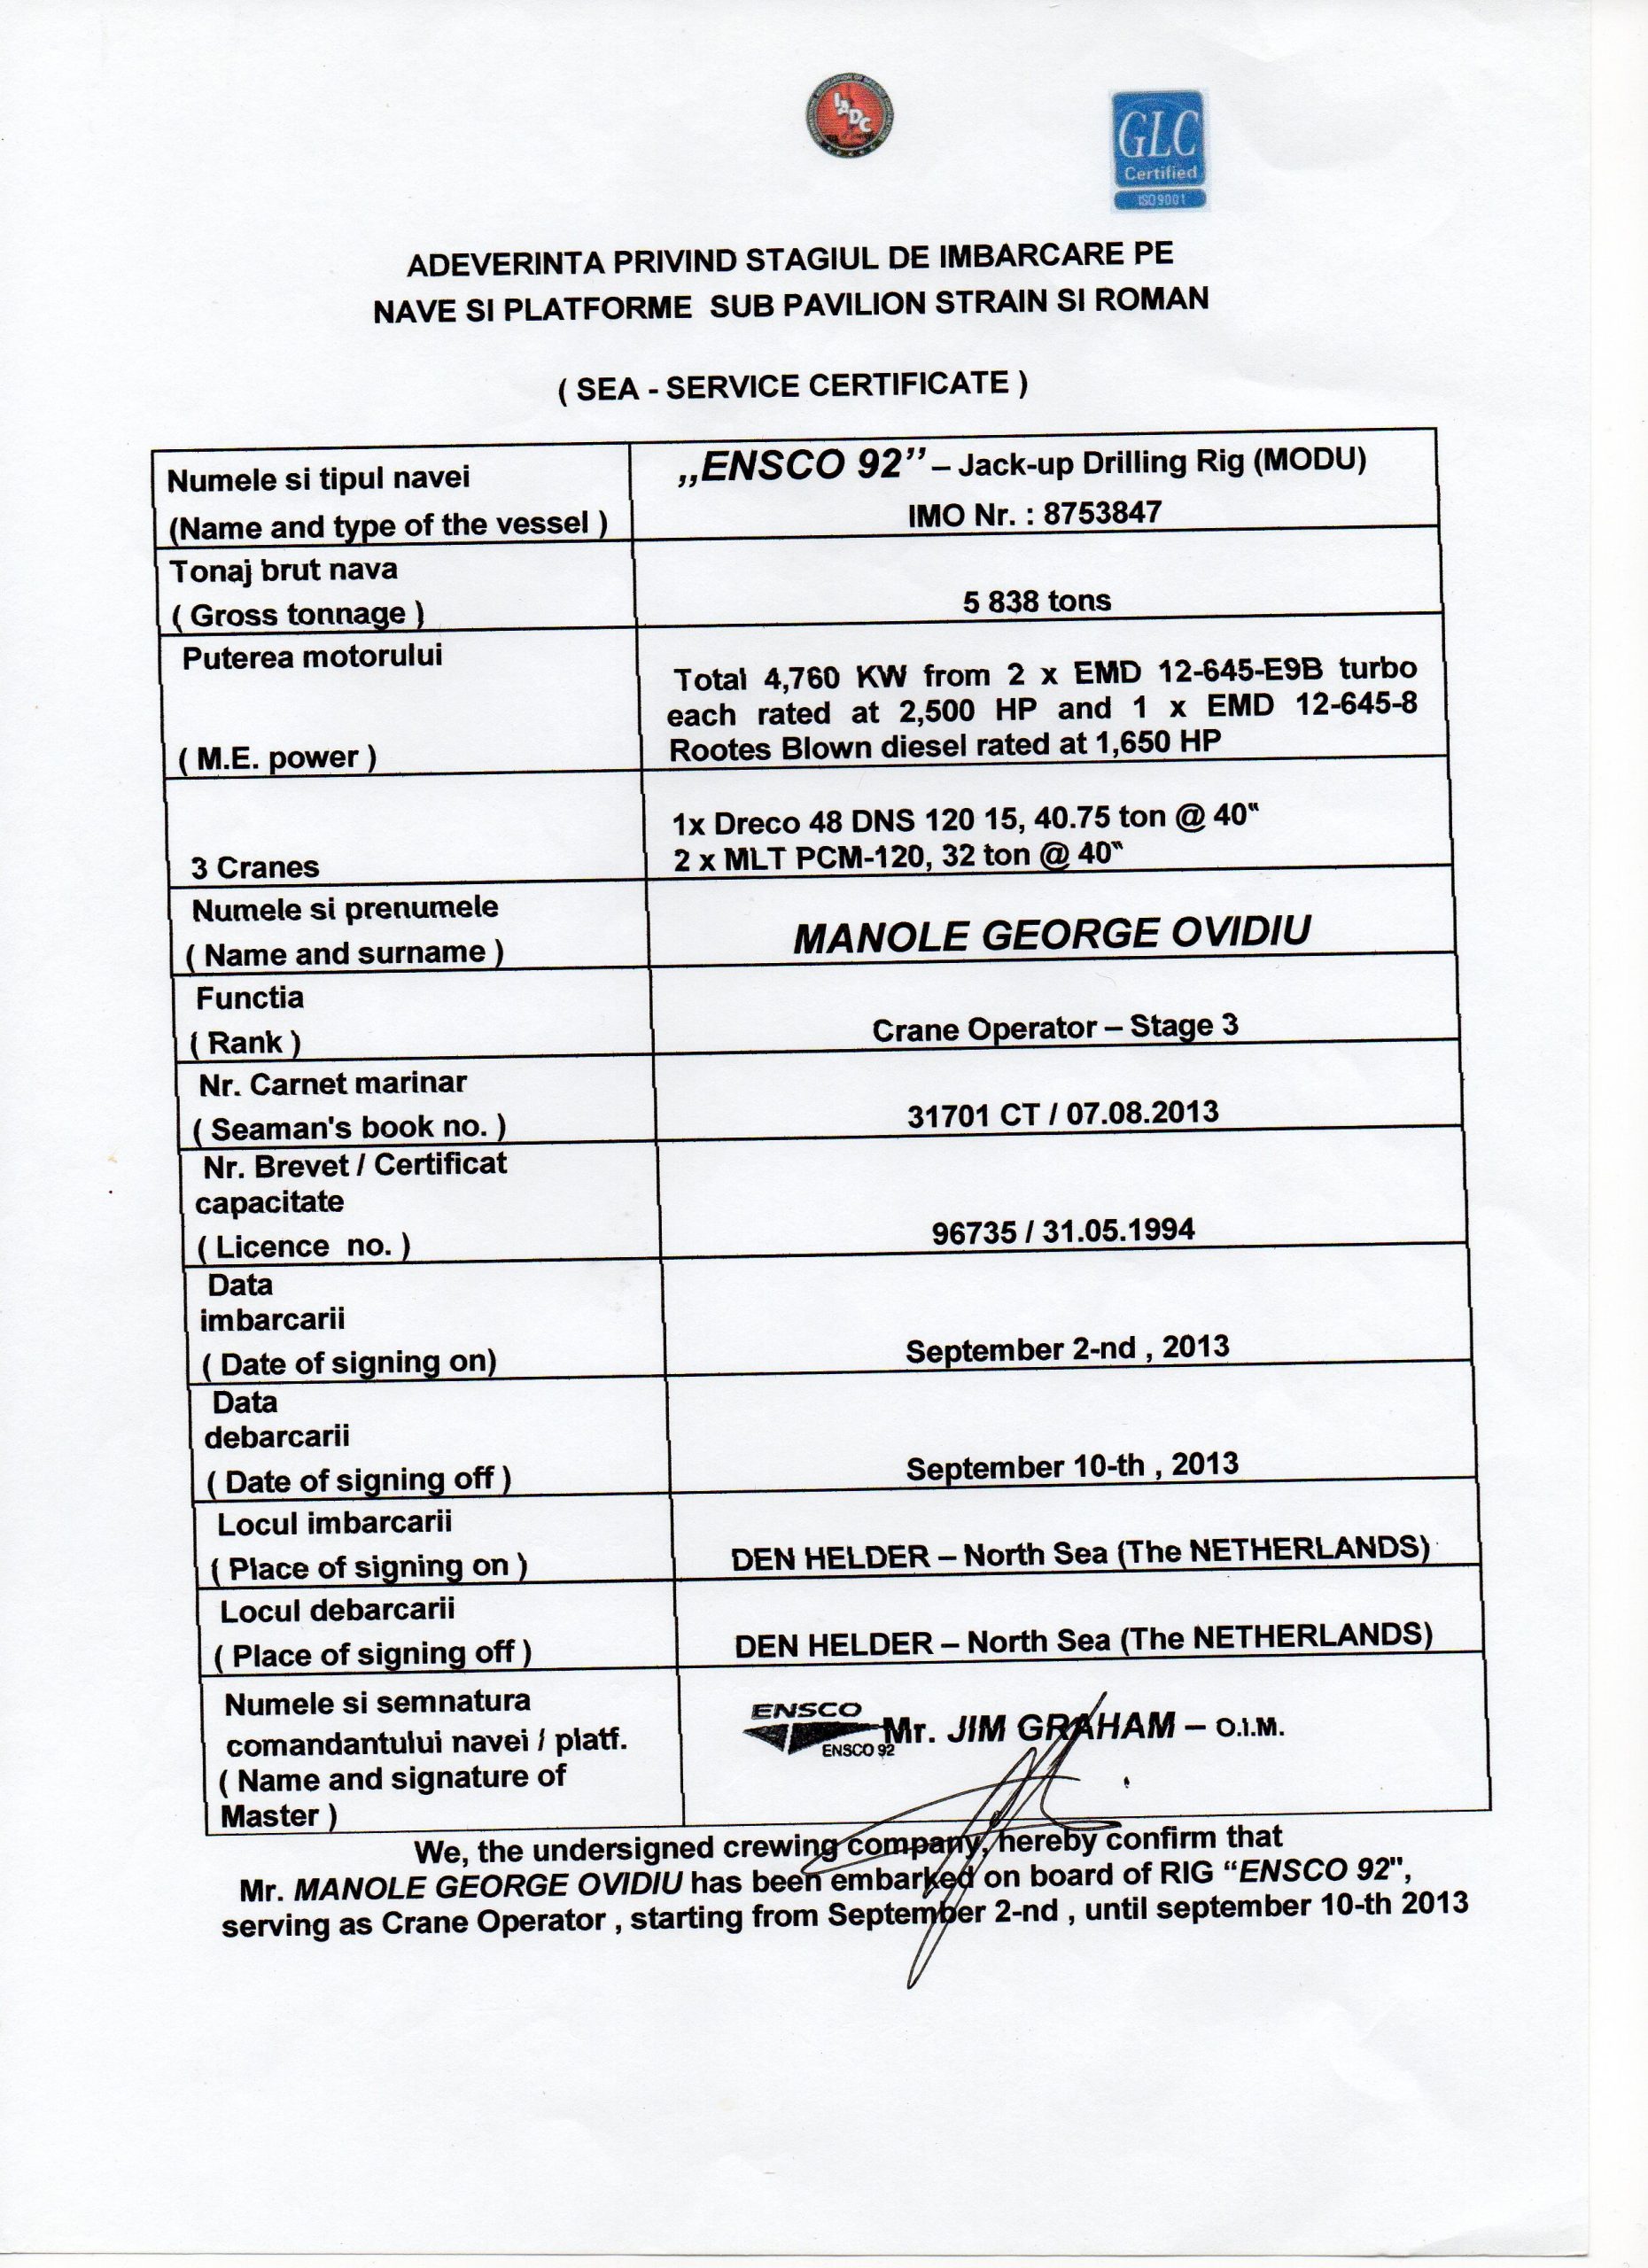 IADC
GLC
Certified
ISO9001
ADEVERINTA PRIVIND STAGIUL DE IMBARCARE PE
NAVE SI PLATFORME SUB PAVILION STRAIN SI ROMAN
( SEA - SERVICE CERTIFICATE )
Numele si tipul navei
(Name and type of the vessel )
„ENSCO 92” – Jack-up Drilling Rig (MODU)
IMO Nr. : 8753847
Tonaj brut nava
( Gross tonnage )
5 838 tons
Puterea motorului
( M.E. power )
Total 4,760 KW from 2 x EMD 12-645-E9B turbo
each rated at 2,500 HP and 1 x EMD 12-645-8
Rootes Blown diesel rated at 1,650 HP
3 Cranes
1x Dreco 48 DNS 120 15, 40.75 ton @ 40‟
2 x MLT PCM-120, 32 ton @ 40‟
Numele si prenumele
( Name and surname )
MANOLE GEORGE OVIDIU
Functia
( Rank )
Crane Operator – Stage 3
Nr. Carnet marinar
( Seaman's book no. )
31701 CT / 07.08.2013
Nr. Brevet / Certificat
capacitate
( Licence no. )
96735 / 31.05.1994
Data
imbarcarii
( Date of signing on)
September 2-nd , 2013
Data
debarcarii
( Date of signing off )
September 10-th , 2013
Locul imbarcarii
( Place of signing on )
DEN HELDER – North Sea (The NETHERLANDS)
Locul debarcarii
( Place of signing off )
DEN HELDER – North Sea (The NETHERLANDS)
Numele si semnatura
comandantului navei / platf.
( Name and signature of
Master )
ENSCO
ENSCO 92
Mr. JIM GRAHAM – O.I.M.
We, the undersigned crewing company, hereby confirm that
Mr. MANOLE GEORGE OVIDIU has been embarked on board of RIG “ENSCO 92",
serving as Crane Operator , starting from September 2-nd , until september 10-th 2013